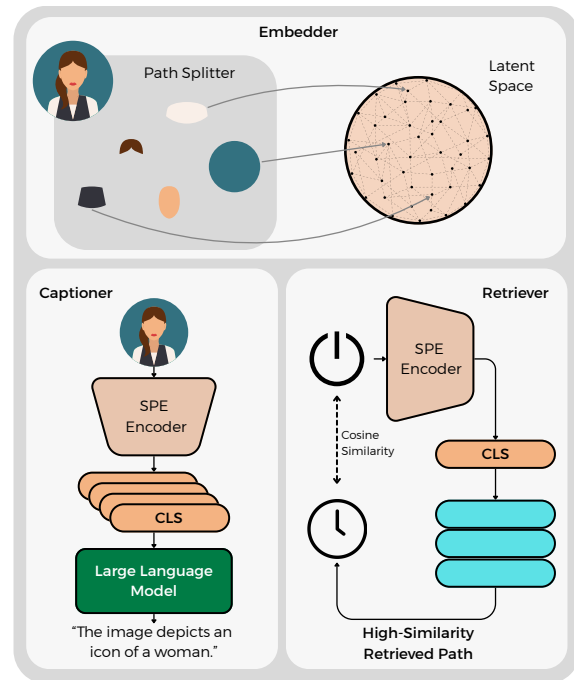 Embedder
Path Splitter
Latent
Space
Captioner
SPE
Encoder
CLS
Large Language
Model
“The image depicts an
icon of a woman.”
Retriever
SPE
Encoder
Cosine
Similarity
CLS
High-Similarity
Retrieved Path